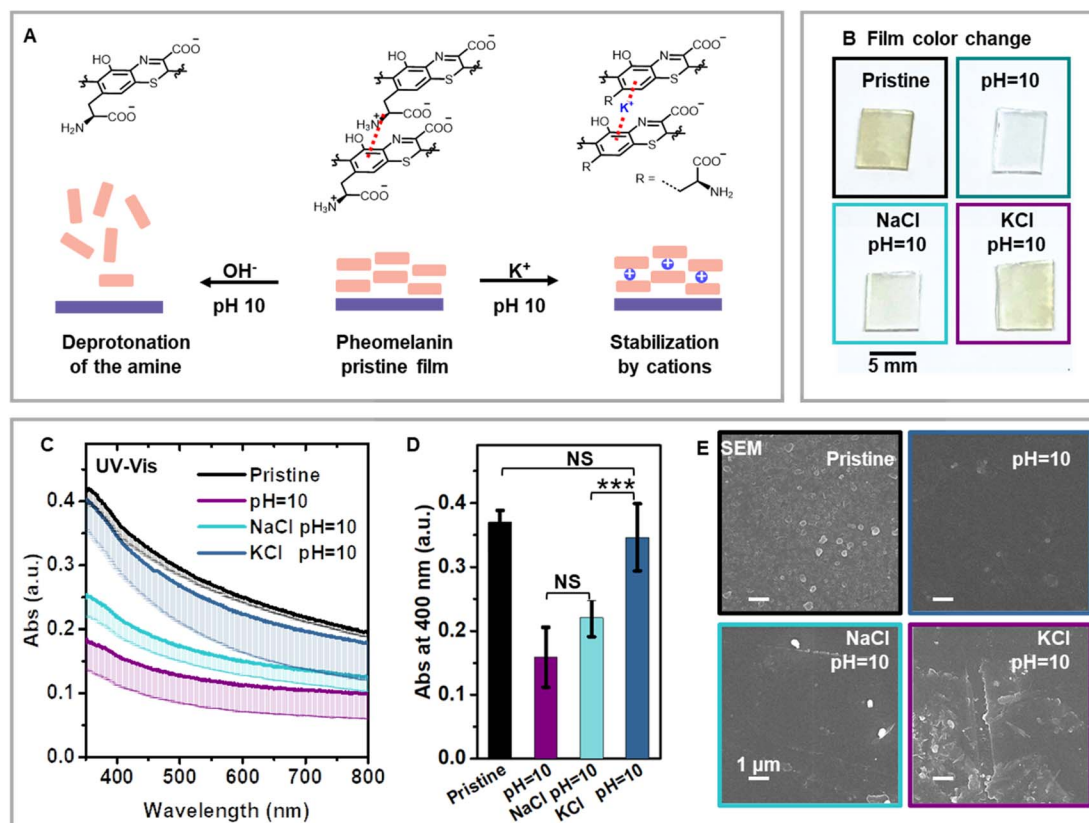 A
HO
N
COO⁻
S
H₂N
COO⁻
HO
N
COO⁻
S
COO⁻
H₃N⁺
HO
N
COO⁻
S
COO⁻
H₃N⁺
HO
N
COO⁻
R
S
K⁺
HO
N
COO⁻
R
S
COO⁻
R =
NH₂
OH⁻
pH 10
K⁺
pH 10
Deprotonation
of the amine
Pheomelanin
pristine film
Stabilization
by cations
B Film color change
Pristine
pH=10
NaCl
pH=10
KCl
pH=10
5 mm
C
UV-Vis
Pristine
pH=10
NaCl pH=10
KCl pH=10
Abs (a.u.)
0.4
0.3
0.2
0.1
0.0
400 500 600 700 800
Wavelength (nm)
D
NS
***
NS
Abs at 400 nm (a.u.)
0.4
0.3
0.2
0.1
0.0
Pristine
pH=10
NaCl pH=10
KCl pH=10
E SEM
Pristine
pH=10
NaCl
pH=10
1 μm
KCl
pH=10